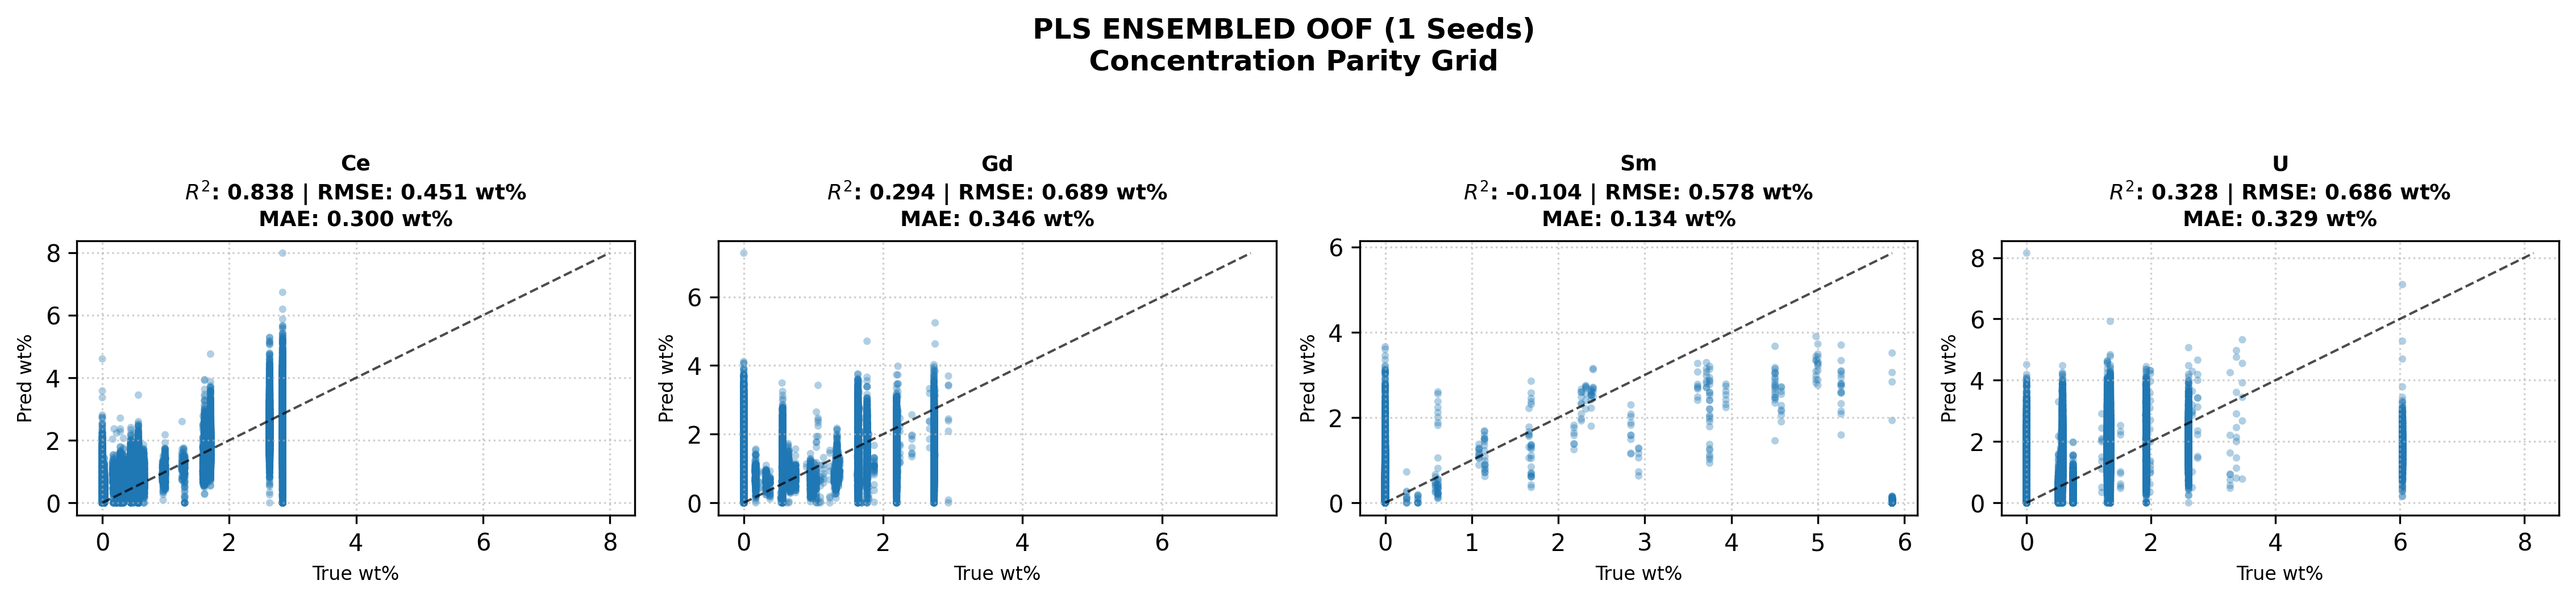 PLS ENSEMBLED OOF (1 Seeds)
Concentration Parity Grid
Ce
R²: 0.838 | RMSE: 0.451 wt%
MAE: 0.300 wt%
Pred wt%
8
6
4
2
0
0 2 4 6 8
True wt%
Gd
R²: 0.294 | RMSE: 0.689 wt%
MAE: 0.346 wt%
Pred wt%
6
4
2
0
0 2 4 6
True wt%
Sm
R²: -0.104 | RMSE: 0.578 wt%
MAE: 0.134 wt%
Pred wt%
6
4
2
0
0 1 2 3 4 5 6
True wt%
U
R²: 0.328 | RMSE: 0.686 wt%
MAE: 0.329 wt%
Pred wt%
8
6
4
2
0
0 2 4 6 8
True wt%